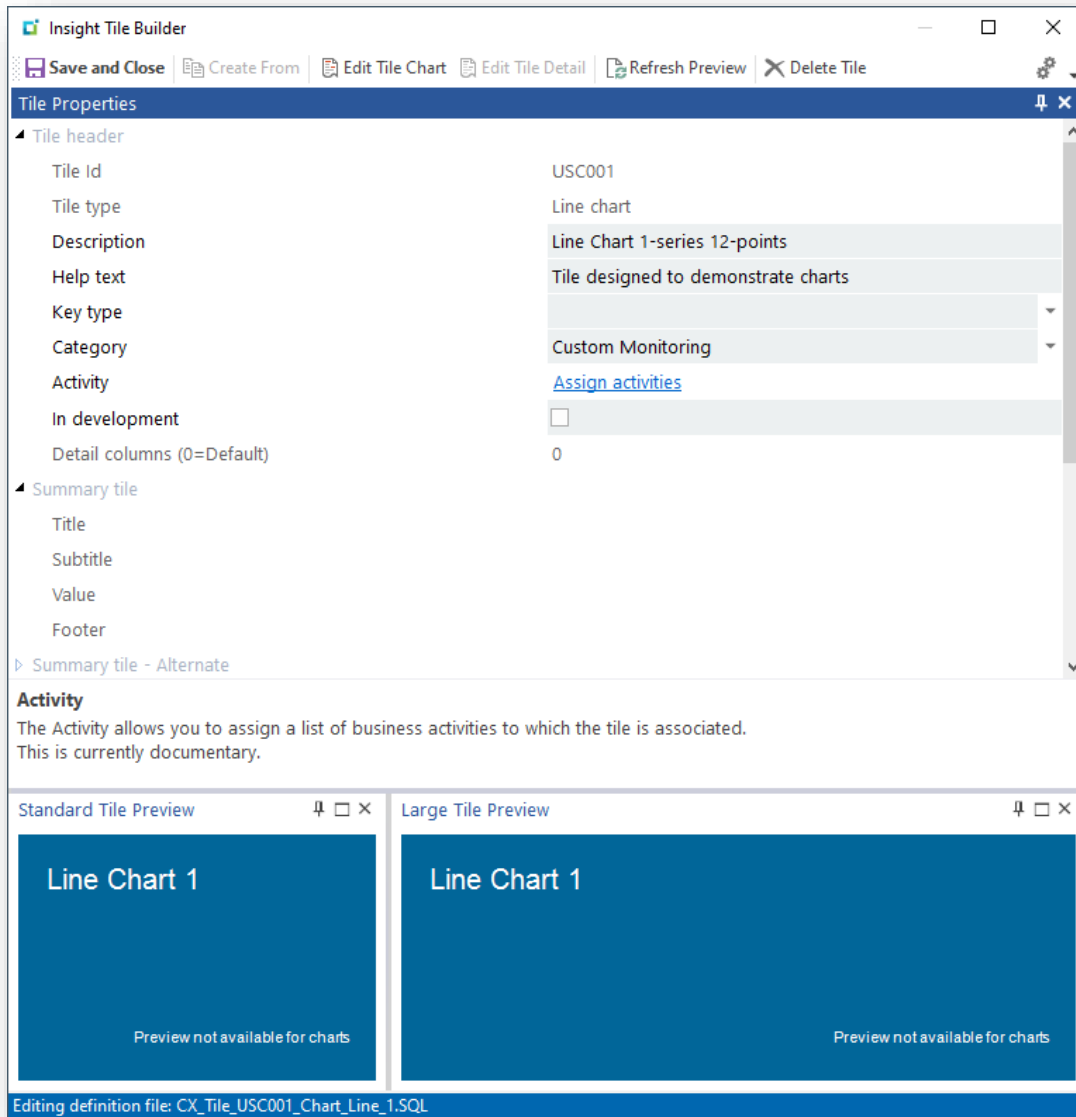 Insight Tile Builder
Save and Close Create From Edit Tile Chart Edit Tile Detail Refresh Preview Delete Tile
Tile Properties
Tile header
Tile Id USC001
Tile type Line chart
Description Line Chart 1-series 12-points
Help text Tile designed to demonstrate charts
Key type
Category Custom Monitoring
Activity Assign activities
In development
Detail columns (0=Default) 0
Summary tile
Title
Subtitle
Value
Footer
Summary tile - Alternate
Activity
The Activity allows you to assign a list of business activities to which the tile is associated.
This is currently documentary.
Standard Tile Preview Large Tile Preview
Line Chart 1 Line Chart 1
Preview not available for charts Preview not available for charts
Editing definition file: CX_Tile_USC001_Chart_Line_1.SQL